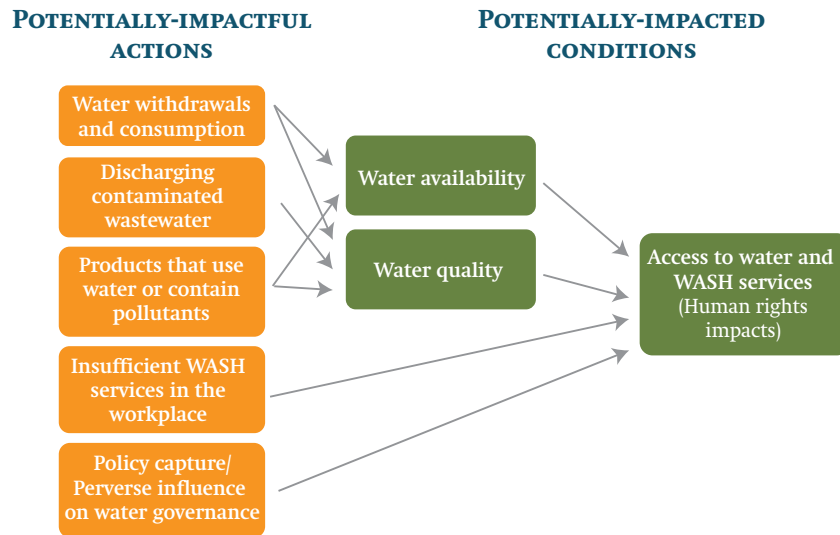 POTENTIALLY-IMPACTFUL
ACTIONS
POTENTIALLY-IMPACTED
CONDITIONS
Water withdrawals
and consumption
Discharging
contaminated
wastewater
Products that use
water or contain
pollutants
Insufficient WASH
services in the
workplace
Policy capture/
Perverse influence
on water governance
Water availability
Water quality
Access to water and
WASH services
(Human rights
impacts)